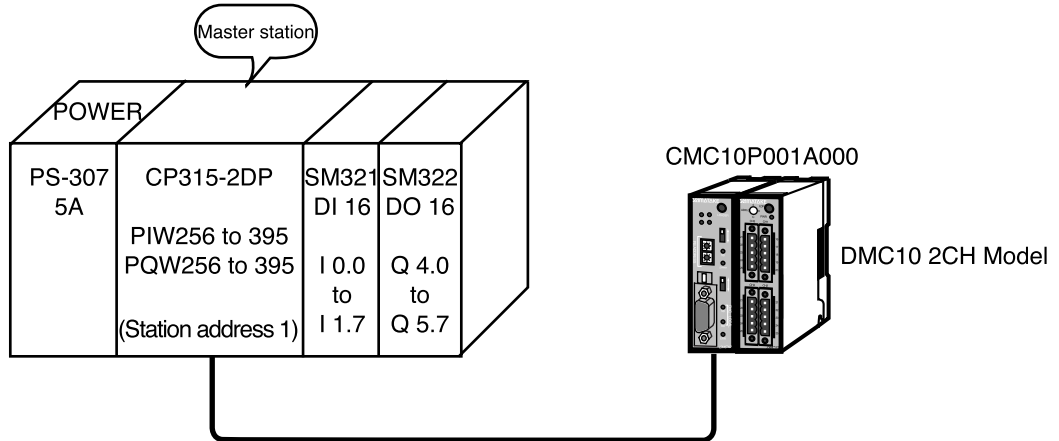 Master station
POWER
PS-307
5A
CP315-2DP
PIW256 to 395
PQW256 to 395
(Station address 1)
SM321
DI 16
I 0.0
to
I 1.7
SM322
DO 16
Q 4.0
to
Q 5.7
CMC10P001A000
DMC10 2CH Model